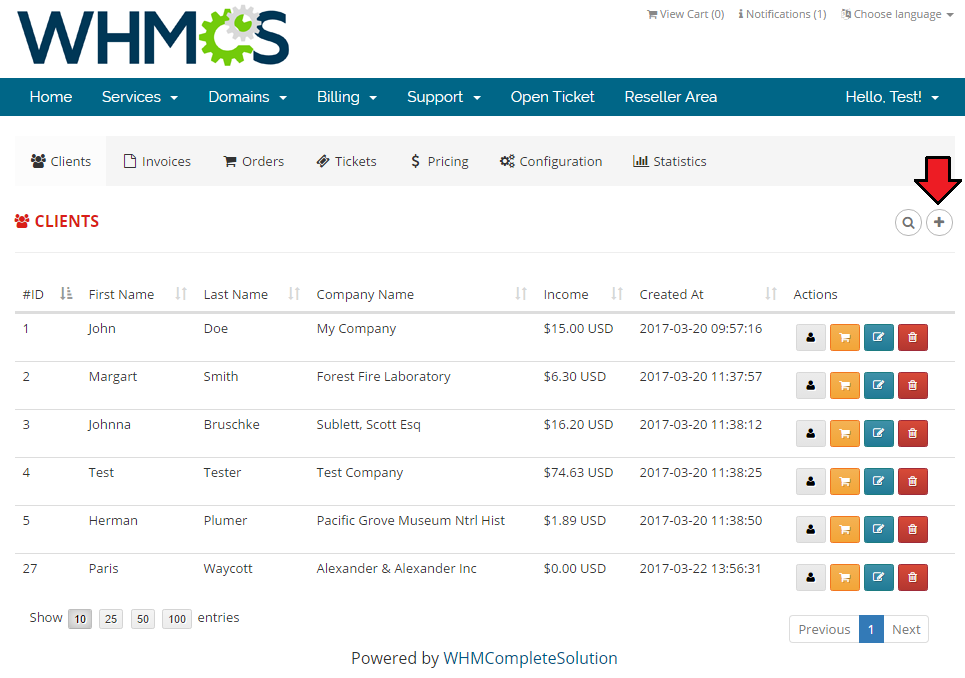 WHMCS
View Cart (0) Notifications (1) Choose language
Home Services Domains Billing Support Open Ticket Reseller Area Hello, Test!
Clients Invoices Orders Tickets $ Pricing Configuration Statistics
CLIENTS
#ID First Name Last Name Company Name Income Created At Actions
1 John Doe My Company $15.00 USD 2017-03-20 09:57:16
2 Margart Smith Forest Fire Laboratory $6.30 USD 2017-03-20 11:37:57
3 Johnna Bruschke Sublett, Scott Esq $16.20 USD 2017-03-20 11:38:12
4 Test Tester Test Company $74.63 USD 2017-03-20 11:38:25
5 Herman Plumer Pacific Grove Museum Ntrl Hist $1.89 USD 2017-03-20 11:38:50
27 Paris Waycott Alexander & Alexander Inc $0.00 USD 2017-03-22 13:56:31
Show 10 25 50 100 entries
Previous 1 Next
Powered by WHMCompleteSolution